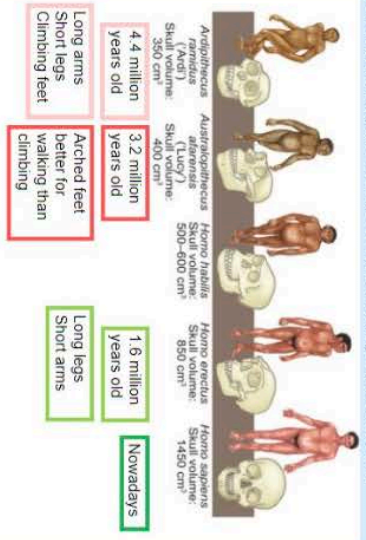 Ardipithecus
ramidus
('Ardi')
Skull volume:
350 cm³
Australopithecus
afarensis
('Lucy')
Skull volume:
400 cm³
Homo habilis
Skull volume:
500–600 cm³
Homo erectus
Skull volume:
850 cm³
Homo sapiens
Skull volume:
1450 cm³
4.4 million
years old
3.2 million
years old
1.6 million
years old
Nowadays
Long arms
Short legs
Climbing feet
Arched feet
better for
walking than
climbing
Long legs
Short arms